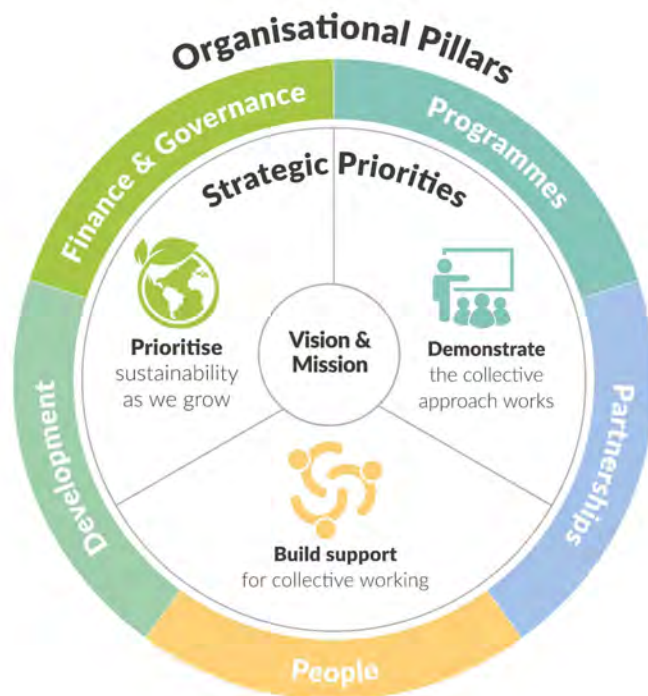 Organisational Pillars
Finance & Governance
Programmes
Strategic Priorities
Prioritise
sustainability
as we grow
Vision &
Mission
Demonstrate
the collective
approach works
Development
Partnerships
Build support
for collective working
People